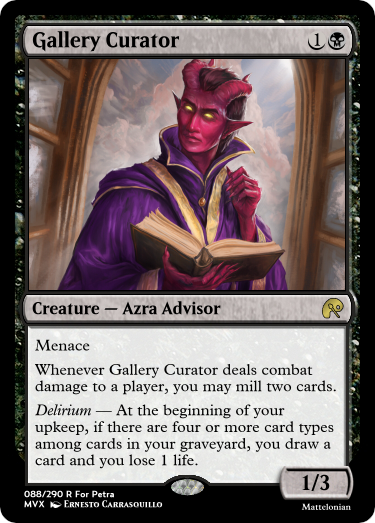 Gallery Curator 1
Creature — Azra Advisor
Menace
Whenever Gallery Curator deals combat
damage to a player, you may mill two cards.
Delirium — At the beginning of your
upkeep, if there are four or more card types
among cards in your graveyard, you draw a
card and you lose 1 life.
1/3
088/290 R For Petra
MVX Ernesto Carrasouillo
Mattelonian